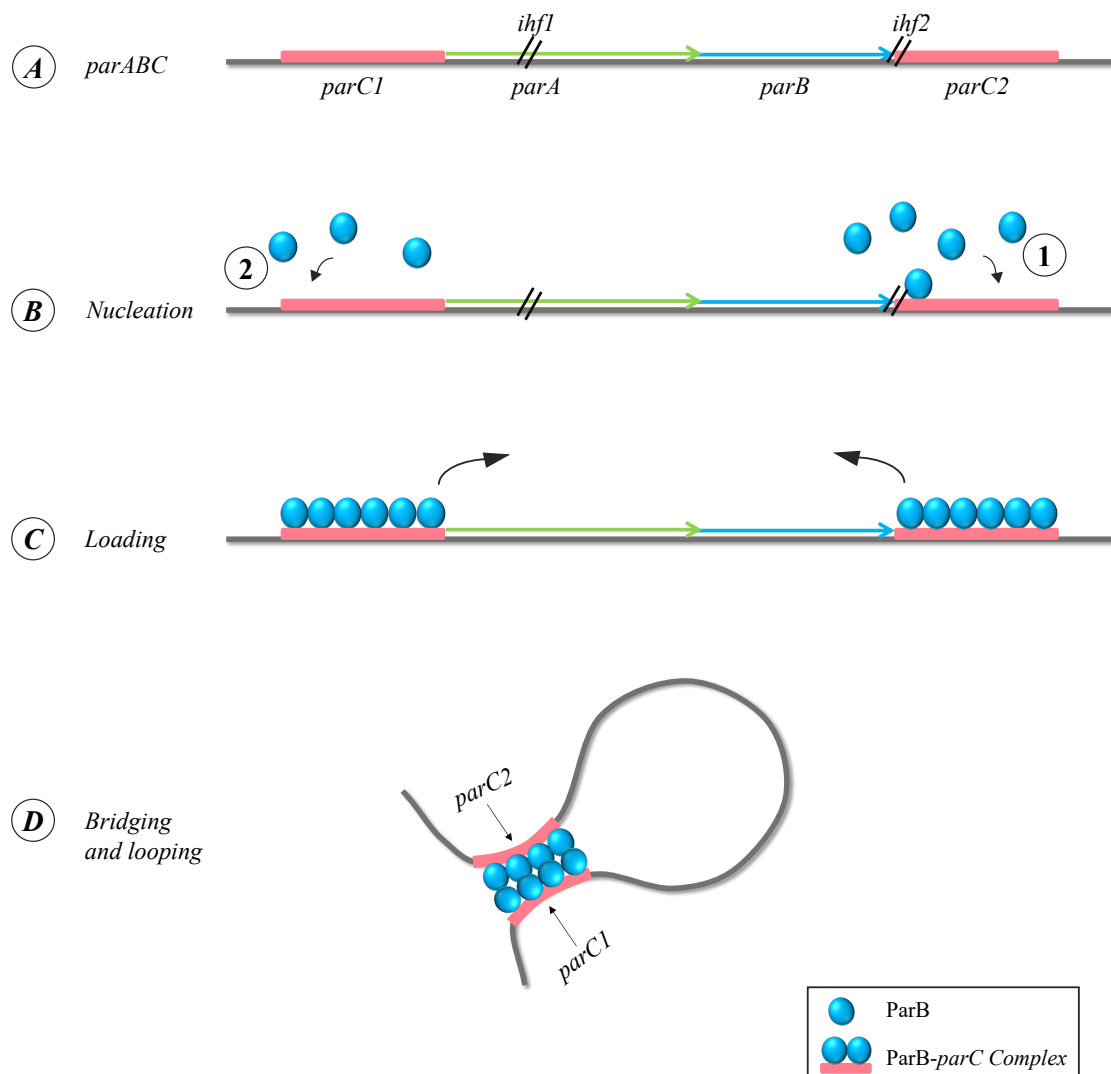 ihf1 ihf2
A parABC
parC1 parA parB parC2
2 1
B Nucleation
C Loading
parC2
D Bridging
and looping
parC1
ParB
ParB-parC Complex